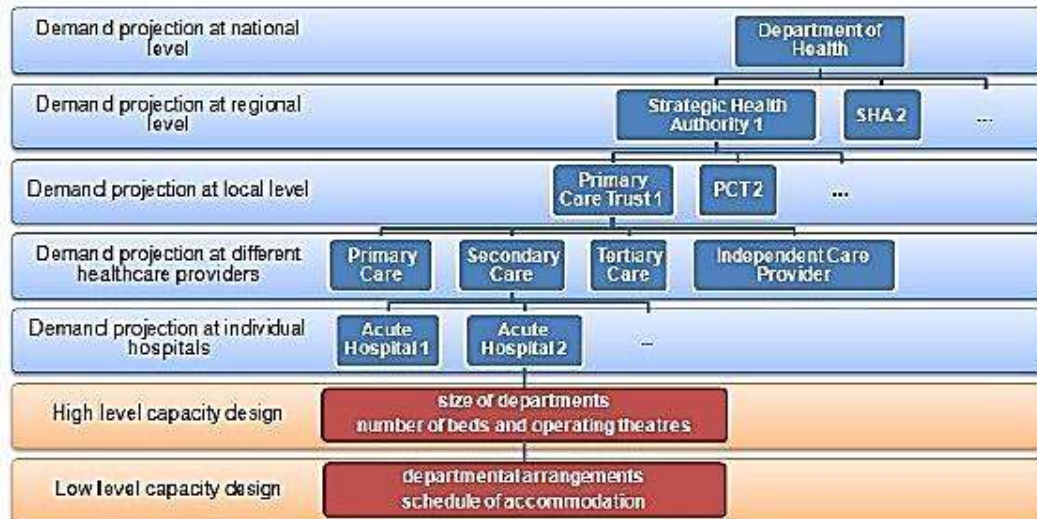 Demand projection at national
level
Department of
Health
Demand projection at regional
level
Strategic Health
Authority 1
SHA 2
...
Demand projection at local level
Primary
Care Trust 1
PCT 2
...
Demand projection at different
healthcare providers
Primary
Care
Secondary
Care
Tertiary
Care
Independent Care
Provider
Demand projection at individual
hospitals
Acute
Hospital 1
Acute
Hospital 2
...
High level capacity design
size of departments
number of beds and operating theatres
Low level capacity design
departmental arrangements
schedule of accommodation